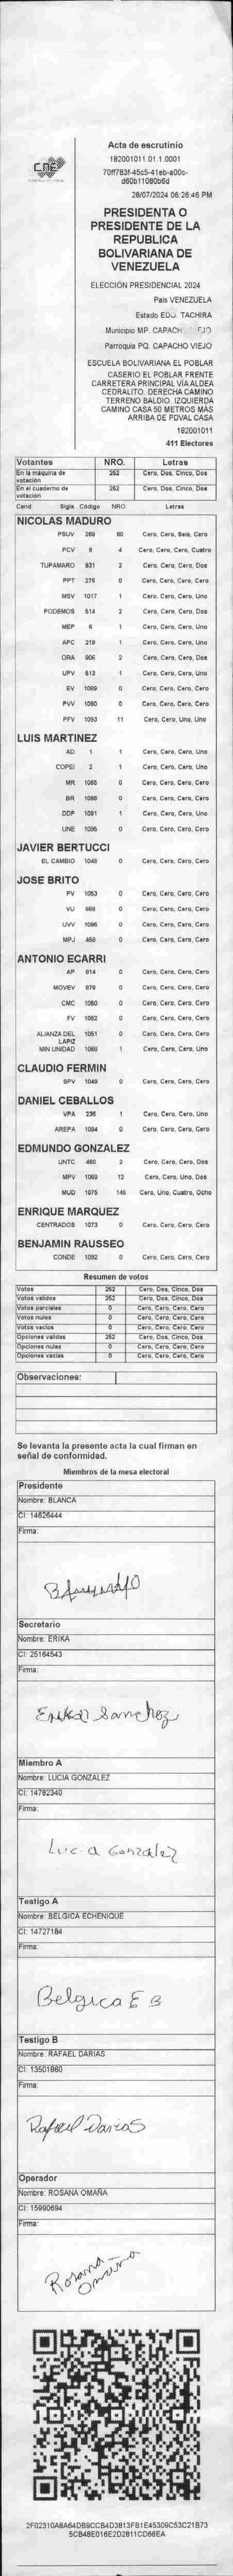 CNE
Acta de escrutinio
182001011.01.1.0001
70ff783f-45c5-41eb-a00c-
d60b11080b6d
28/07/2024 06:26:46 PM
PRESIDENTA O
PRESIDENTE DE LA
REPUBLICA
BOLIVARIANA DE
VENEZUELA
ELECCIÓN PRESIDENCIAL 2024
Pais VENEZUELA
Estado EDO. TACHIRA
Municipio MP. CAPACH EJO
Parroquia PQ. CAPACHO VIEJO
ESCUELA BOLIVARIANA EL POBLAR
CASERIO EL POBLAR FRENTE
CARRETERA PRINCIPAL VÍA ALDEA
CEDRALITO. DERECHA CAMINO
TERRENO BALDIO. IZQUIERDA
CAMINO CASA 50 METROS MÁS
ARRIBA DE PDVAL CASA
182001011
411 Electores
Votantes NRO. Letras
En la máquina de votación 252 Cero, Dos, Cinco, Dos
En el cuaderno de votación 252 Cero, Dos, Cinco, Dos
Cand Sigla Código NRO. Letras
NICOLAS MADURO
PSUV 269 60 Cero, Cero, Seis, Cero
PCV 9 4 Cero, Cero, Cero, Cuatro
TUPAMARO 931 2 Cero, Cero, Cero, Dos
PPT 276 0 Cero, Cero, Cero, Cero
MSV 1017 1 Cero, Cero, Cero, Uno
PODEMOS 514 2 Cero, Cero, Cero, Dos
MEP 6 1 Cero, Cero, Cero, Uno
APC 219 1 Cero, Cero, Cero, Uno
ORA 906 2 Cero, Cero, Cero, Dos
UPV 513 1 Cero, Cero, Cero, Uno
EV 1089 0 Cero, Cero, Cero, Cero
PVV 1090 0 Cero, Cero, Cero, Cero
PFV 1093 11 Cero, Cero, Uno, Uno
LUIS MARTINEZ
AD 1 1 Cero, Cero, Cero, Uno
COPEI 2 1 Cero, Cero, Cero, Uno
MR 1065 0 Cero, Cero, Cero, Cero
BR 1066 0 Cero, Cero, Cero, Cero
DDP 1091 1 Cero, Cero, Cero, Uno
UNE 1095 0 Cero, Cero, Cero, Cero
JAVIER BERTUCCI
EL CAMBIO 1048 0 Cero, Cero, Cero, Cero
JOSE BRITO
PV 1053 0 Cero, Cero, Cero, Cero
VU 968 0 Cero, Cero, Cero, Cero
UVV 1096 0 Cero, Cero, Cero, Cero
MPJ 458 0 Cero, Cero, Cero, Cero
ANTONIO ECARRI
AP 914 0 Cero, Cero, Cero, Cero
MOVEV 979 0 Cero, Cero, Cero, Cero
CMC 1050 0 Cero, Cero, Cero, Cero
FV 1062 0 Cero, Cero, Cero, Cero
ALIANZA DEL LAPIZ 1051 0 Cero, Cero, Cero, Cero
MIN UNIDAD 1068 1 Cero, Cero, Cero, Uno
CLAUDIO FERMIN
SPV 1049 0 Cero, Cero, Cero, Cero
DANIEL CEBALLOS
VPA 236 1 Cero, Cero, Cero, Uno
AREPA 1094 0 Cero, Cero, Cero, Cero
EDMUNDO GONZALEZ
UNTC 460 2 Cero, Cero, Cero, Dos
MPV 1069 12 Cero, Cero, Uno, Dos
MUD 1075 148 Cero, Uno, Cuatro, Ocho
ENRIQUE MARQUEZ
CENTRADOS 1073 0 Cero, Cero, Cero, Cero
BENJAMIN RAUSSEO
CONDE 1092 0 Cero, Cero, Cero, Cero
Resumen de votos
Votos 252 Cero, Dos, Cinco, Dos
Votos validos 252 Cero, Dos, Cinco, Dos
Votos parciales 0 Cero, Cero, Cero, Cero
Votos nulos 0 Cero, Cero, Cero, Cero
Votos vacios 0 Cero, Cero, Cero, Cero
Opciones validas 252 Cero, Dos, Cinco, Dos
Opciones nulas 0 Cero, Cero, Cero, Cero
Opciones vacias 0 Cero, Cero, Cero, Cero
Observaciones:
Se levanta la presente acta la cual firman en
señal de conformidad.
Miembros de la mesa electoral
Presidente
Nombre: BLANCA
CI: 14626444
Firma:
Secretario
Nombre: ERIKA
CI: 25164543
Firma:
Erika Sanchez
Miembro A
Nombre: LUCIA GONZALEZ
CI: 14782340
Firma:
Lucia Gonzalez
Testigo A
Nombre: BELGICA ECHENIQUE
CI: 14727184
Firma:
Belgica E B
Testigo B
Nombre: RAFAEL DARIAS
CI: 13501860
Firma:
Rafael Darias
Operador
Nombre: ROSANA OMAÑA
CI: 15990694
Firma:
Rosana
Omaña
2F02310A8A64DB9CCB4D3813FB1E45309C53C21B73
5CB48E016E2D2811CD66EA